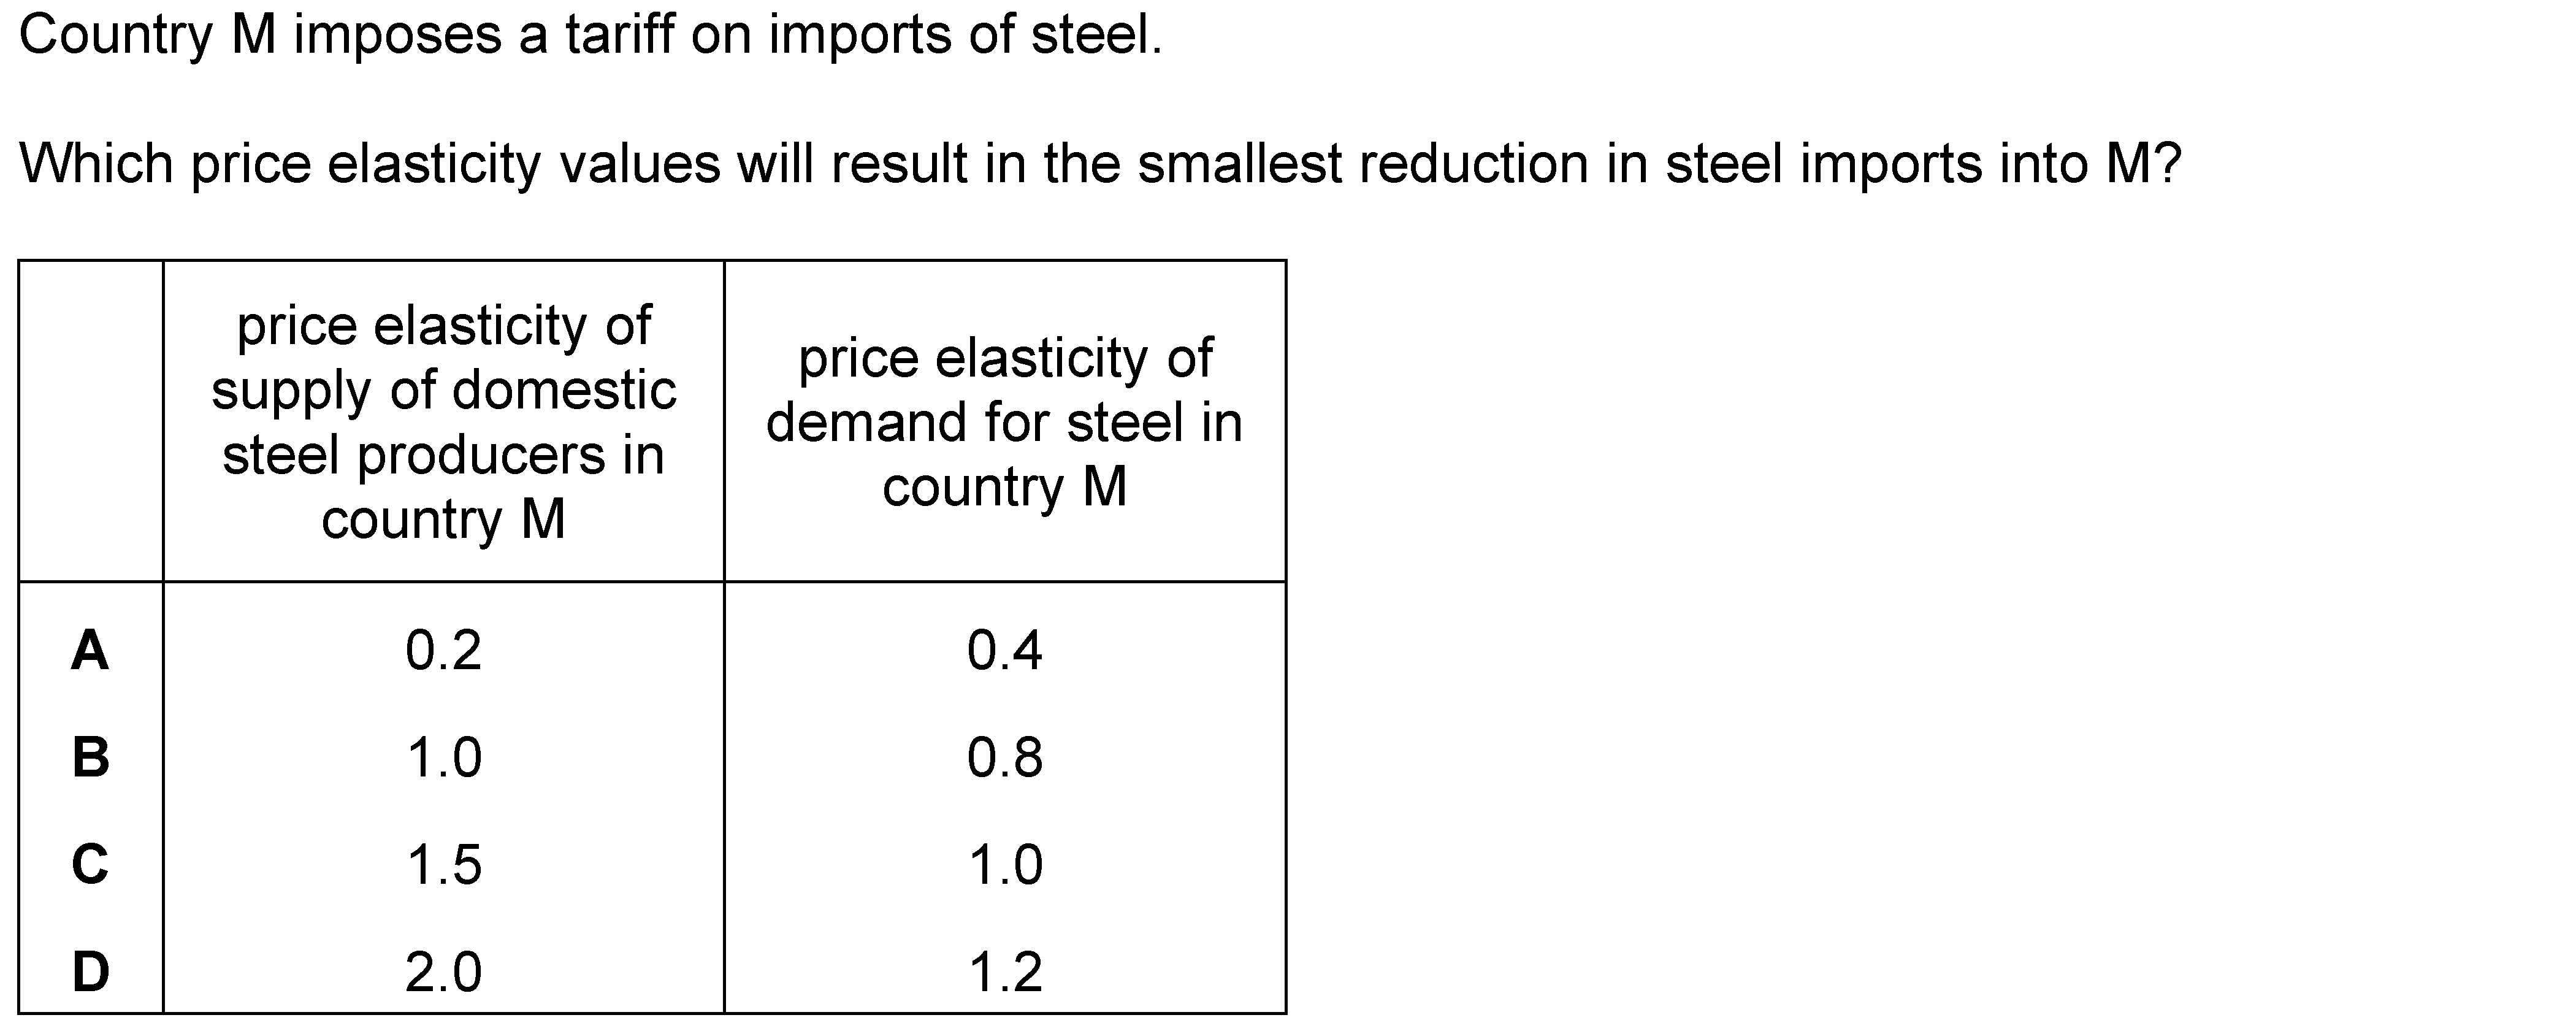 Country M imposes a tariff on imports of steel.
Which price elasticity values will result in the smallest reduction in steel imports into M?
price elasticity of
supply of domestic
steel producers in
country M
price elasticity of
demand for steel in
country M
A 0.2 0.4
B 1.0 0.8
C 1.5 1.0
D 2.0 1.2